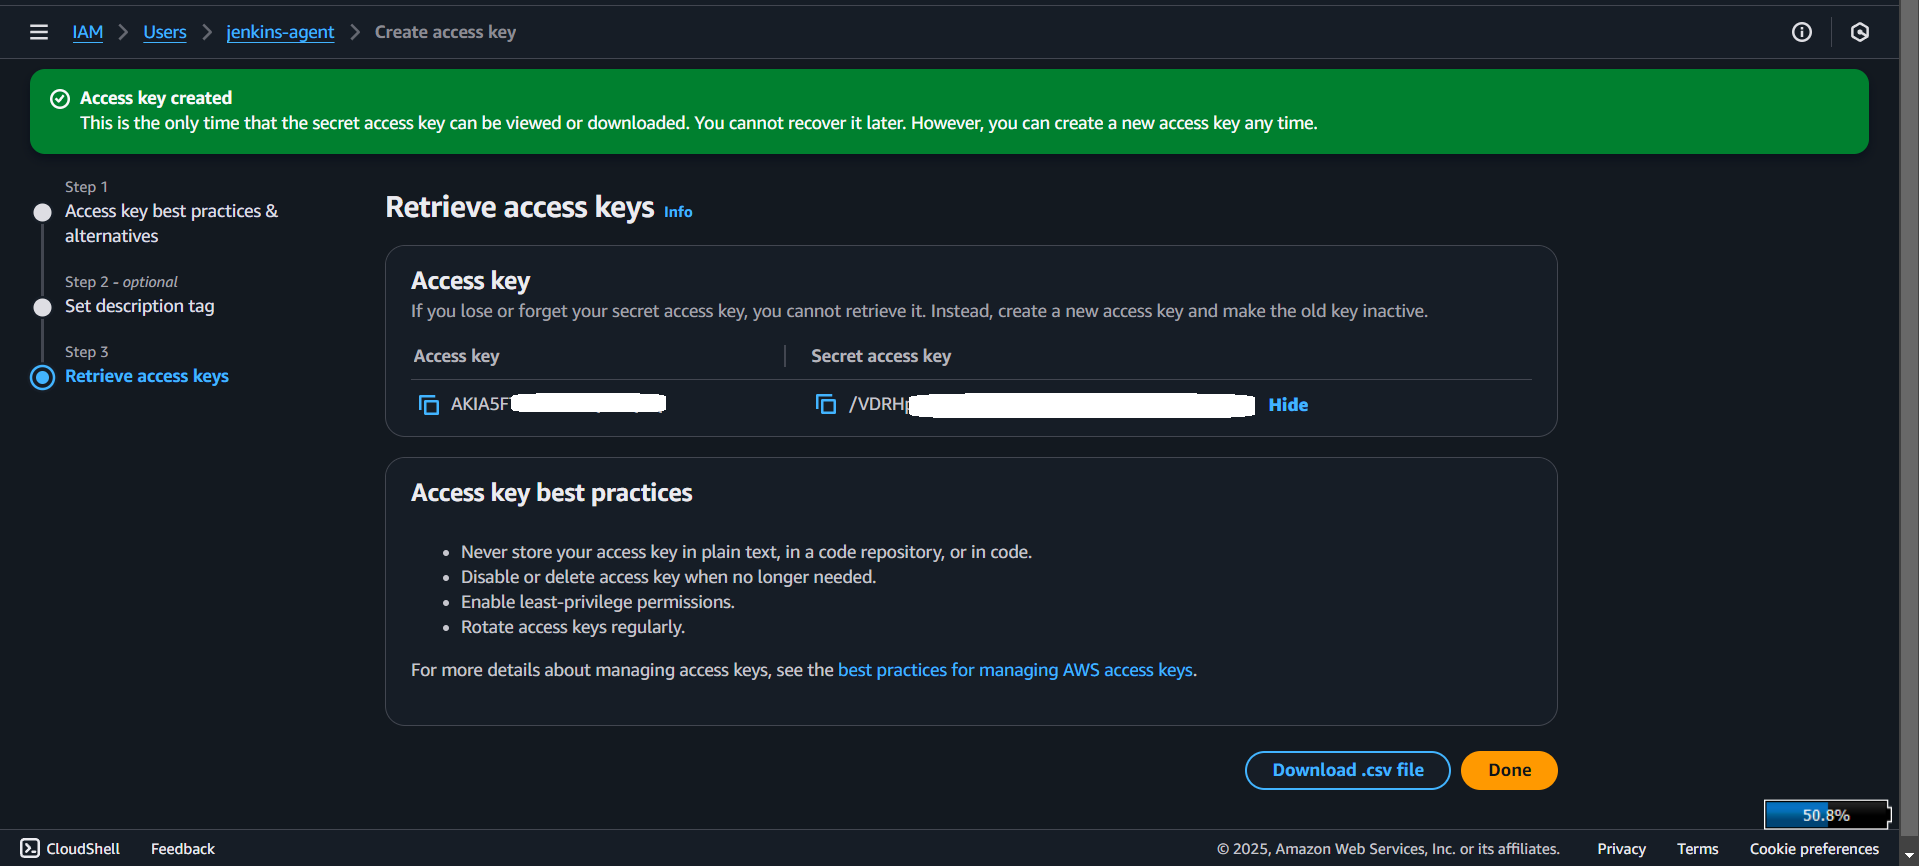 IAM > Users > jenkins-agent > Create access key
Access key created
This is the only time that the secret access key can be viewed or downloaded. You cannot recover it later. However, you can create a new access key any time.
Step 1
Access key best practices &
alternatives
Step 2 - optional
Set description tag
Step 3
Retrieve access keys
Retrieve access keys Info
Access key
If you lose or forget your secret access key, you cannot retrieve it. Instead, create a new access key and make the old key inactive.
Access key Secret access key
AKIA5F /VDRH Hide
Access key best practices
• Never store your access key in plain text, in a code repository, or in code.
• Disable or delete access key when no longer needed.
• Enable least-privilege permissions.
• Rotate access keys regularly.
For more details about managing access keys, see the best practices for managing AWS access keys.
Download .csv file Done
50.8%
CloudShell Feedback © 2025, Amazon Web Services, Inc. or its affiliates. Privacy Terms Cookie preferences